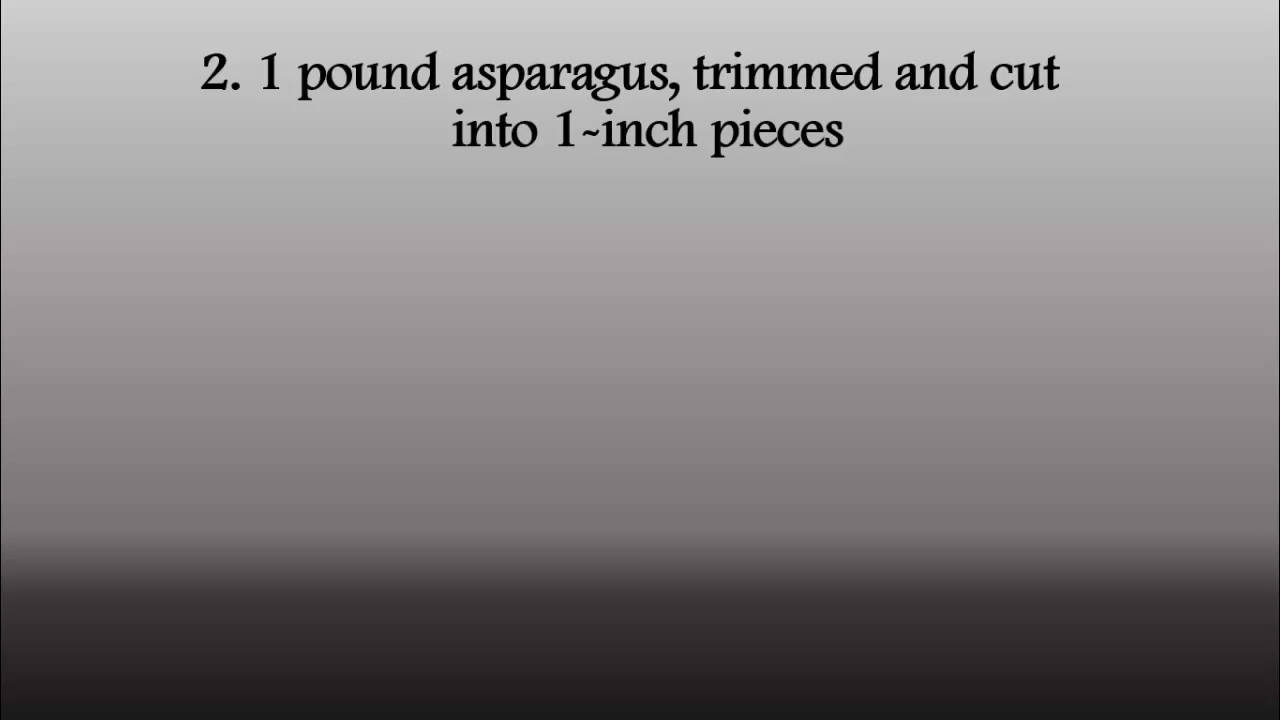 2. 1 pound asparagus, trimmed and cut
into 1-inch pieces